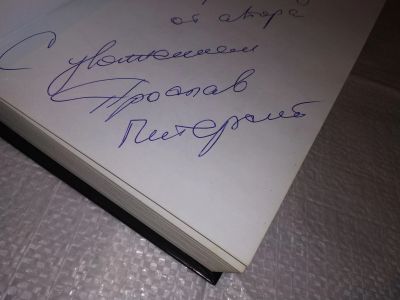 от автора
С уважением
Ярослав
Питерский